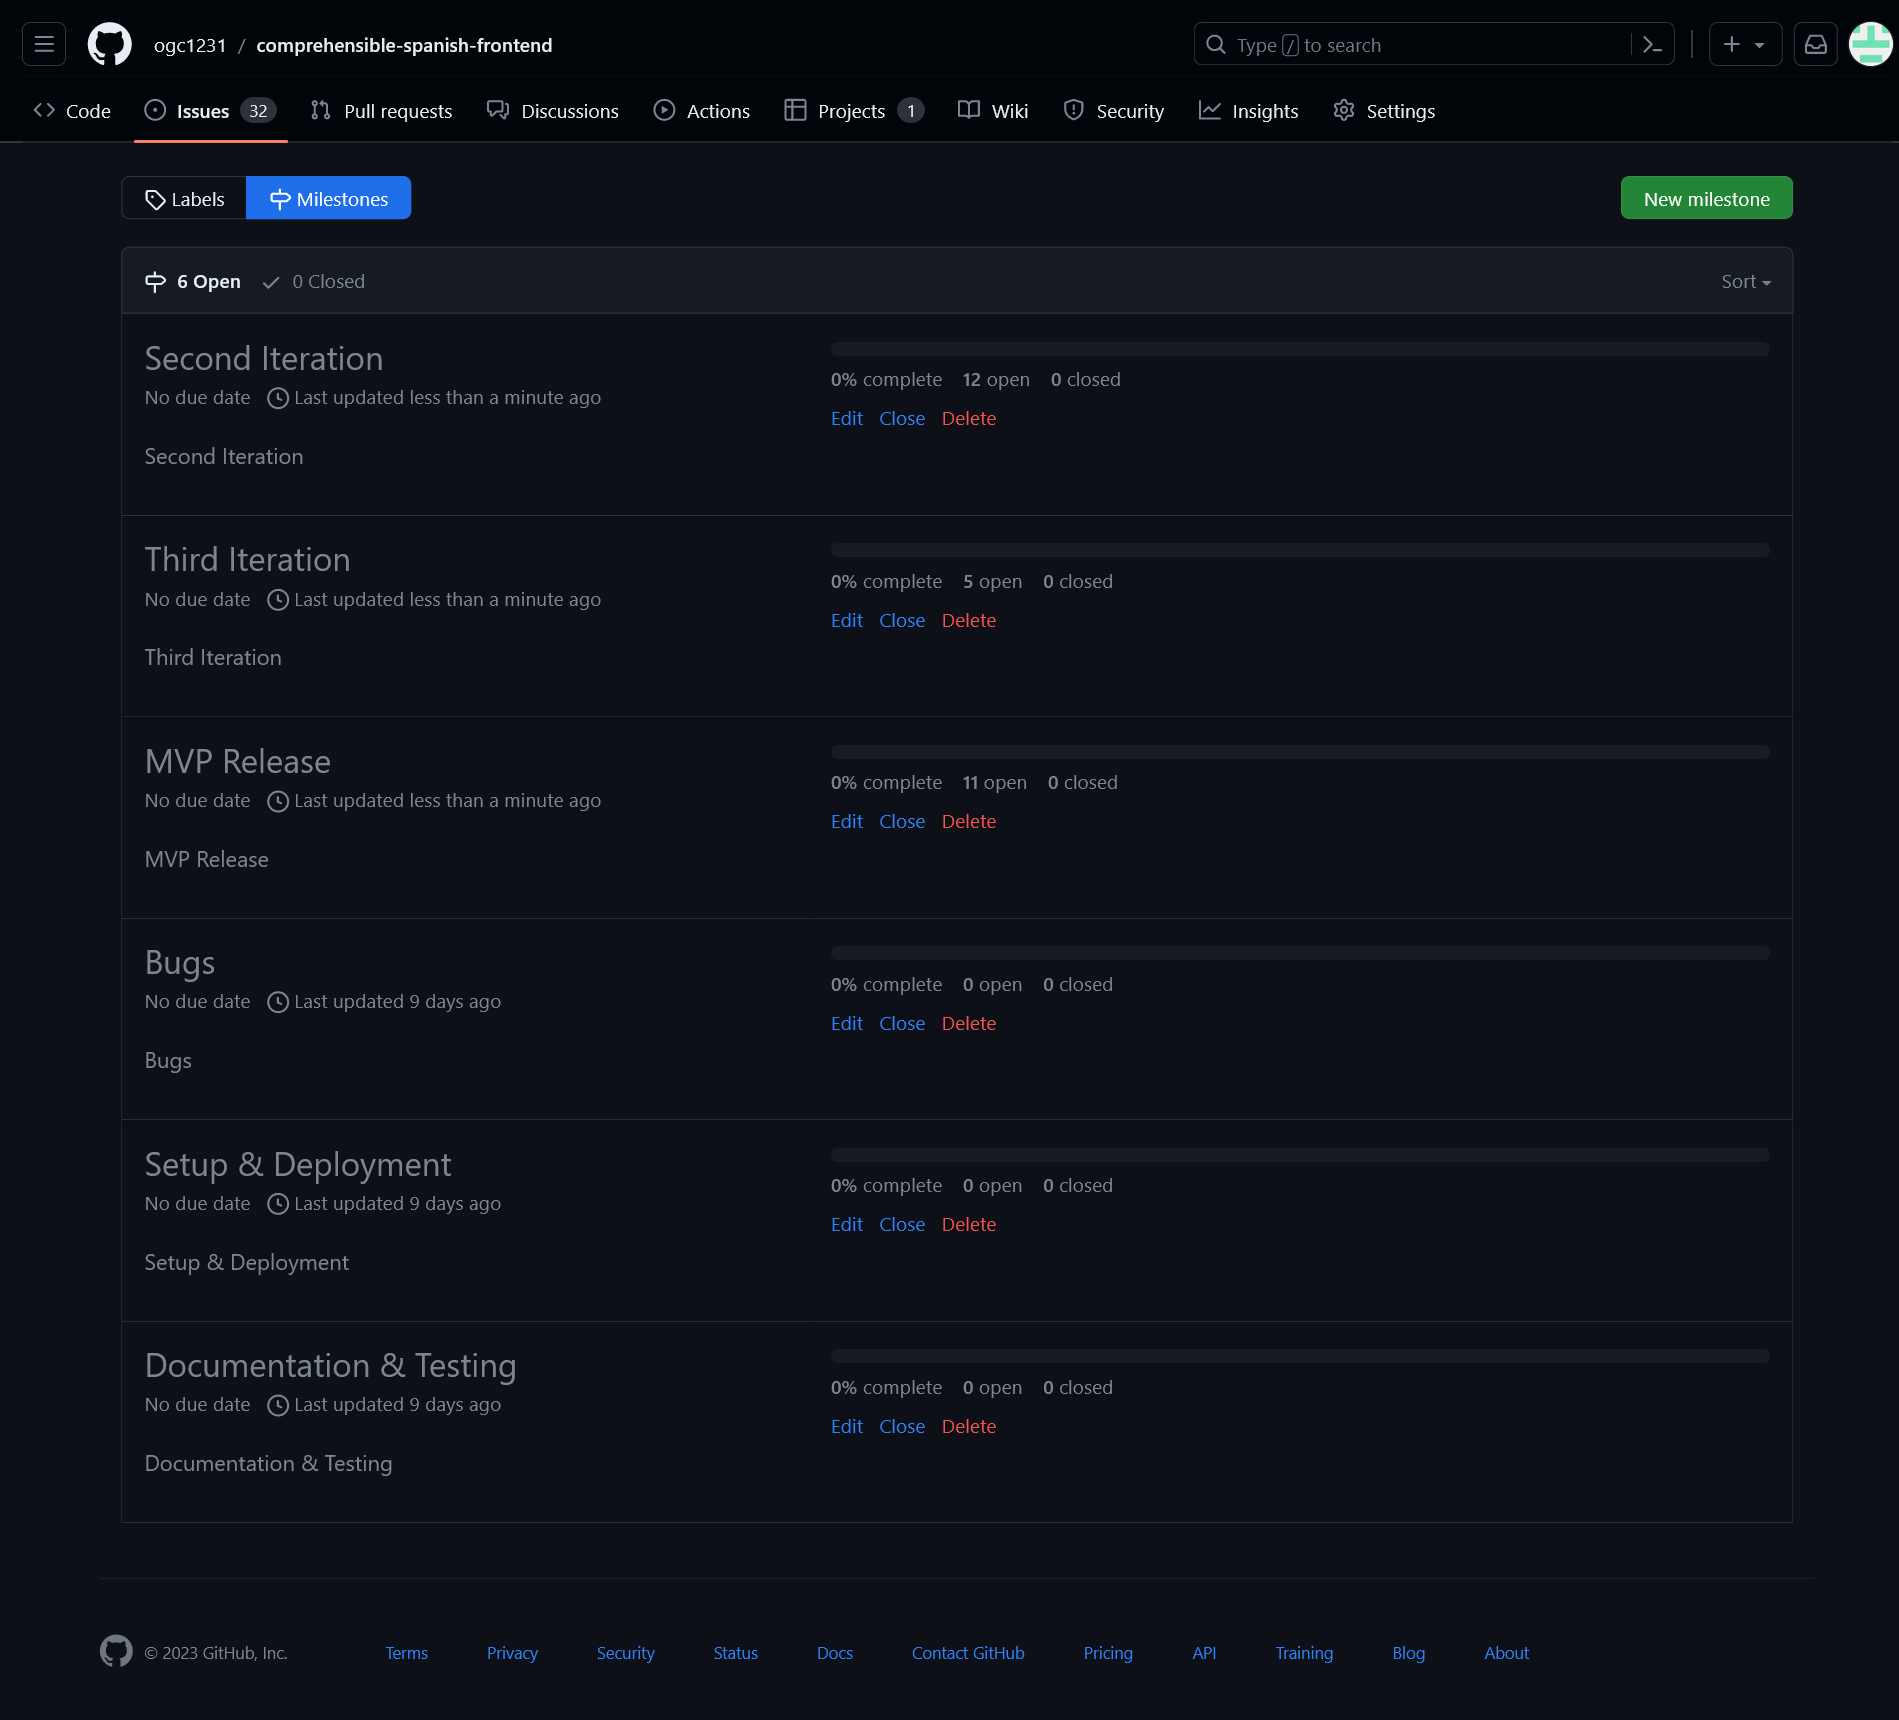 ogc1231 / comprehensible-spanish-frontend
Type / to search
Code Issues 32 Pull requests Discussions Actions Projects 1 Wiki Security Insights Settings
Labels Milestones New milestone
6 Open 0 Closed Sort
Second Iteration
No due date Last updated less than a minute ago
0% complete 12 open 0 closed
Edit Close Delete
Second Iteration
Third Iteration
No due date Last updated less than a minute ago
0% complete 5 open 0 closed
Edit Close Delete
Third Iteration
MVP Release
No due date Last updated less than a minute ago
0% complete 11 open 0 closed
Edit Close Delete
MVP Release
Bugs
No due date Last updated 9 days ago
0% complete 0 open 0 closed
Edit Close Delete
Bugs
Setup & Deployment
No due date Last updated 9 days ago
0% complete 0 open 0 closed
Edit Close Delete
Setup & Deployment
Documentation & Testing
No due date Last updated 9 days ago
0% complete 0 open 0 closed
Edit Close Delete
Documentation & Testing
© 2023 GitHub, Inc. Terms Privacy Security Status Docs Contact GitHub Pricing API Training Blog About